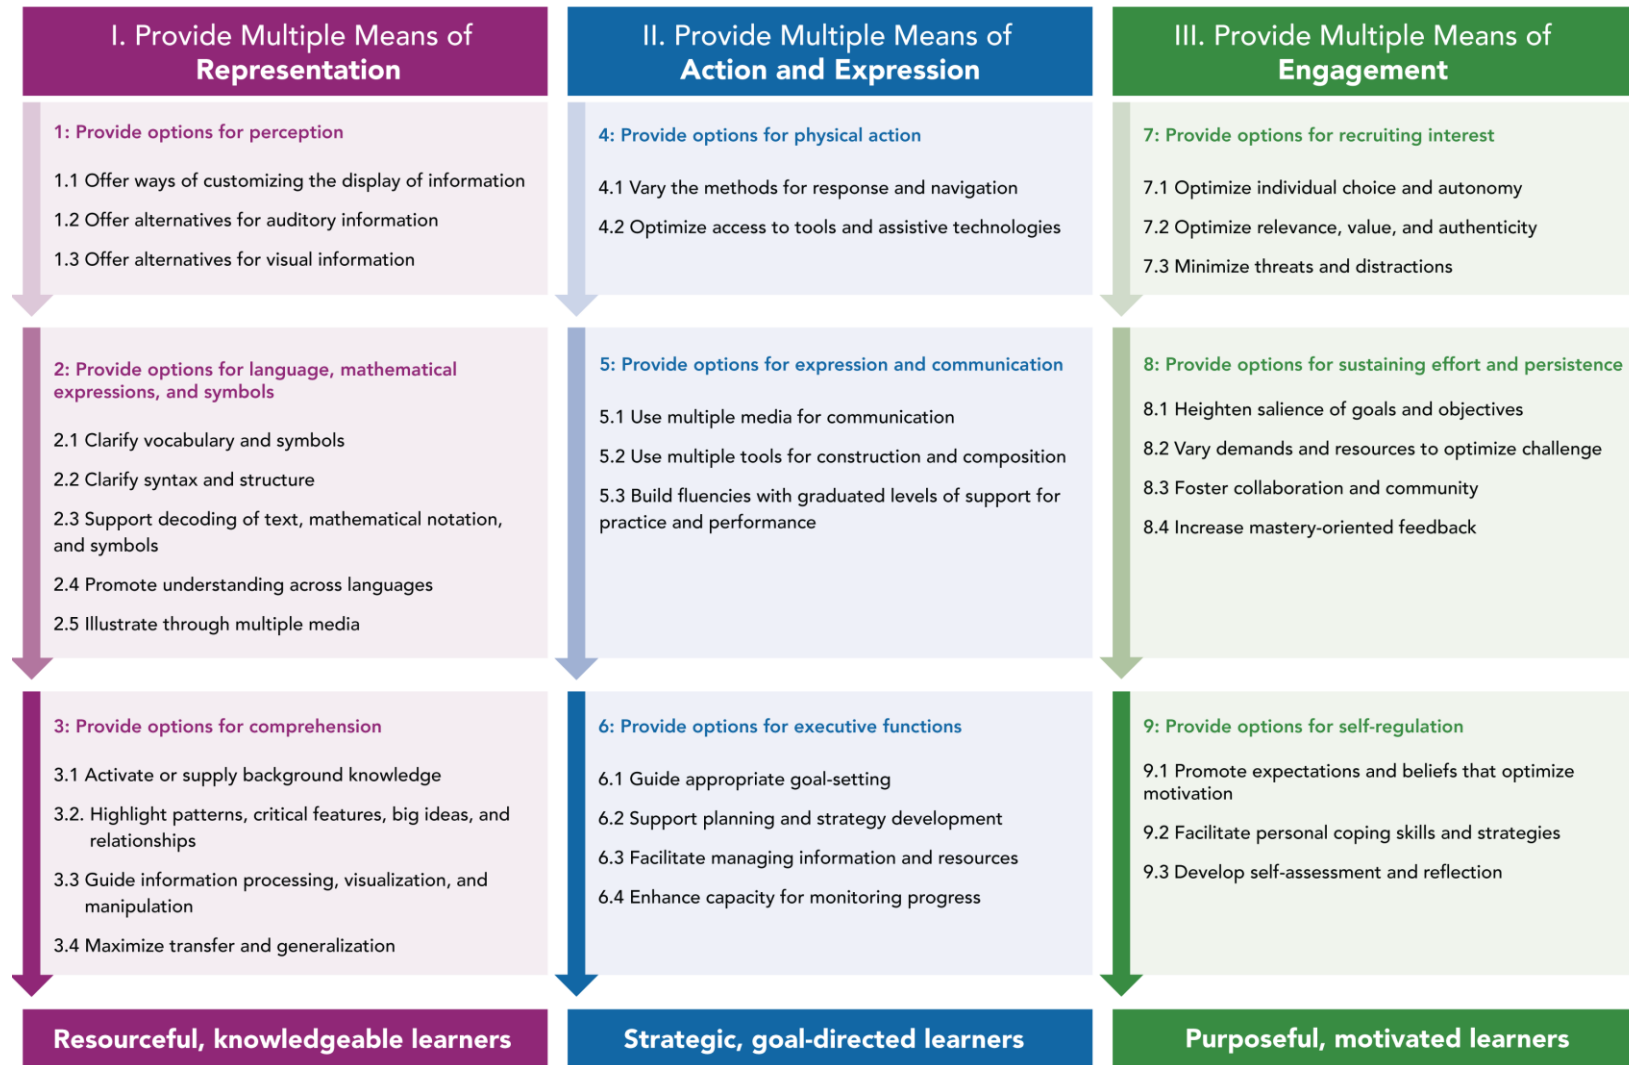 I. Provide Multiple Means of
Representation
1: Provide options for perception
1.1 Offer ways of customizing the display of information
1.2 Offer alternatives for auditory information
1.3 Offer alternatives for visual information
2: Provide options for language, mathematical
expressions, and symbols
2.1 Clarify vocabulary and symbols
2.2 Clarify syntax and structure
2.3 Support decoding of text, mathematical notation,
and symbols
2.4 Promote understanding across languages
2.5 Illustrate through multiple media
3: Provide options for comprehension
3.1 Activate or supply background knowledge
3.2. Highlight patterns, critical features, big ideas, and
relationships
3.3 Guide information processing, visualization, and
manipulation
3.4 Maximize transfer and generalization
Resourceful, knowledgeable learners
II. Provide Multiple Means of
Action and Expression
4: Provide options for physical action
4.1 Vary the methods for response and navigation
4.2 Optimize access to tools and assistive technologies
5: Provide options for expression and communication
5.1 Use multiple media for communication
5.2 Use multiple tools for construction and composition
5.3 Build fluencies with graduated levels of support for
practice and performance
6: Provide options for executive functions
6.1 Guide appropriate goal-setting
6.2 Support planning and strategy development
6.3 Facilitate managing information and resources
6.4 Enhance capacity for monitoring progress
Strategic, goal-directed learners
III. Provide Multiple Means of
Engagement
7: Provide options for recruiting interest
7.1 Optimize individual choice and autonomy
7.2 Optimize relevance, value, and authenticity
7.3 Minimize threats and distractions
8: Provide options for sustaining effort and persistence
8.1 Heighten salience of goals and objectives
8.2 Vary demands and resources to optimize challenge
8.3 Foster collaboration and community
8.4 Increase mastery-oriented feedback
9: Provide options for self-regulation
9.1 Promote expectations and beliefs that optimize
motivation
9.2 Facilitate personal coping skills and strategies
9.3 Develop self-assessment and reflection
Purposeful, motivated learners